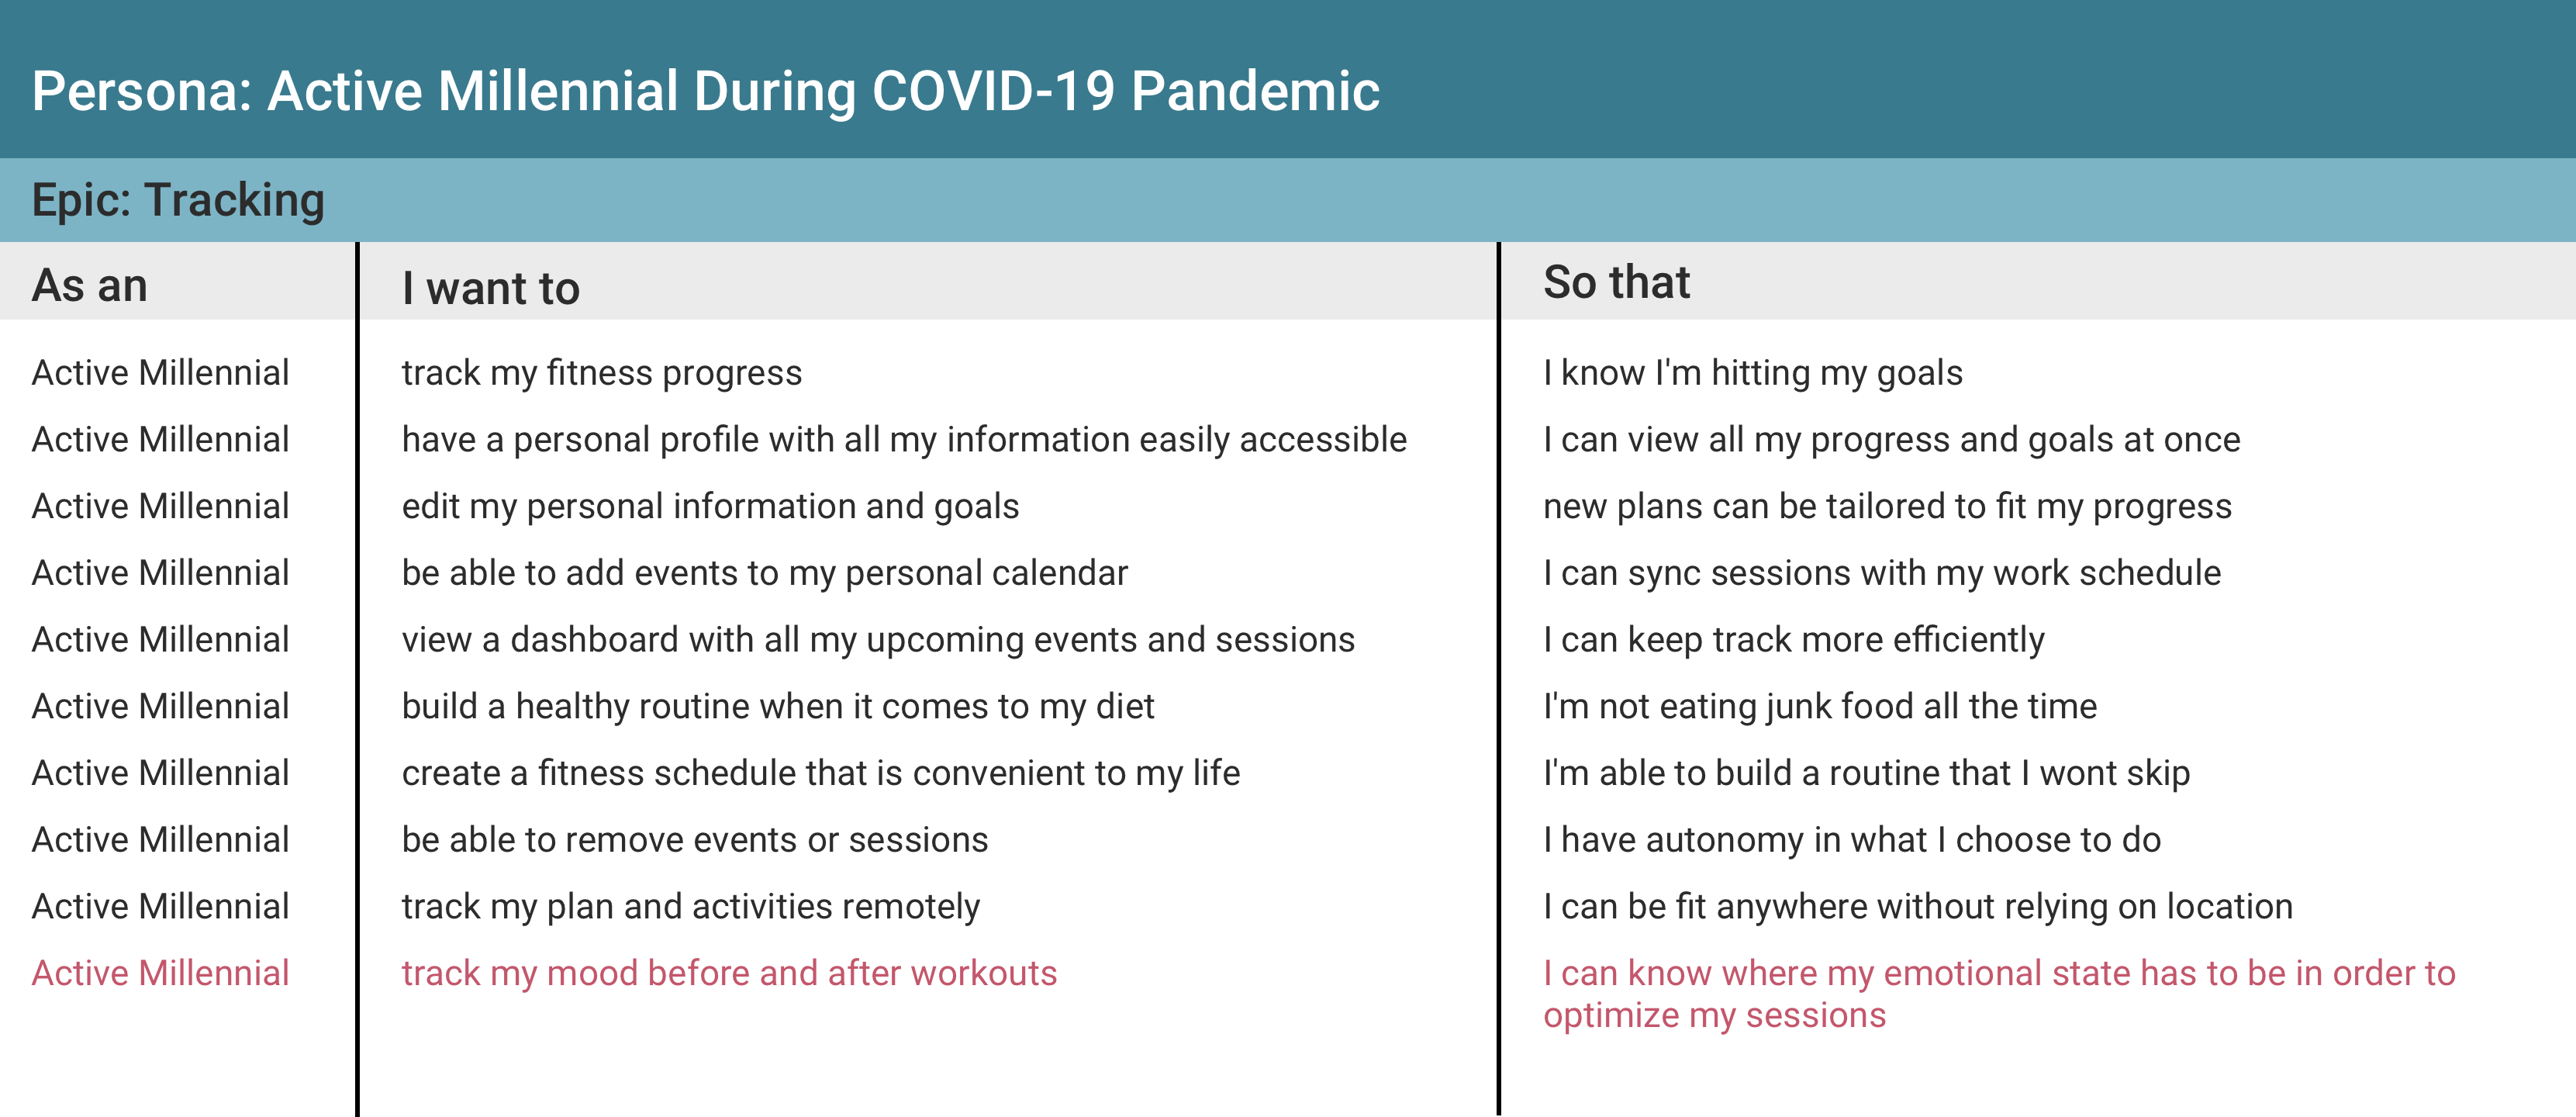 Persona: Active Millennial During COVID-19 Pandemic
Epic: Tracking
As an I want to So that
Active Millennial track my fitness progress I know I'm hitting my goals
Active Millennial have a personal profile with all my information easily accessible I can view all my progress and goals at once
Active Millennial edit my personal information and goals new plans can be tailored to fit my progress
Active Millennial be able to add events to my personal calendar I can sync sessions with my work schedule
Active Millennial view a dashboard with all my upcoming events and sessions I can keep track more efficiently
Active Millennial build a healthy routine when it comes to my diet I'm not eating junk food all the time
Active Millennial create a fitness schedule that is convenient to my life I'm able to build a routine that I wont skip
Active Millennial be able to remove events or sessions I have autonomy in what I choose to do
Active Millennial track my plan and activities remotely I can be fit anywhere without relying on location
Active Millennial track my mood before and after workouts I can know where my emotional state has to be in order to
optimize my sessions